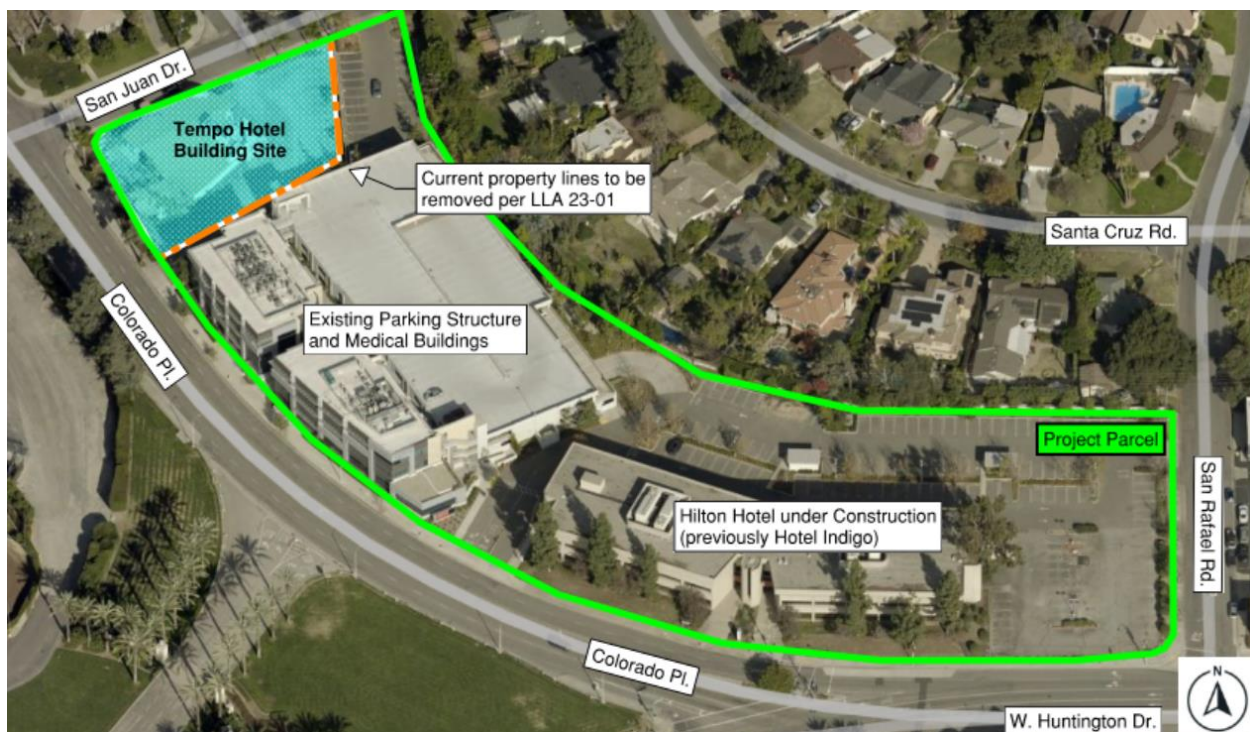 San Juan Dr.
Tempo Hotel
Building Site
Current property lines to be
removed per LLA 23-01
Santa Cruz Rd.
Colorado Pl.
Existing Parking Structure
and Medical Buildings
Project Parcel
San Rafael Rd.
Hilton Hotel under Construction
(previously Hotel Indigo)
Colorado Pl.
N
W. Huntington Dr.